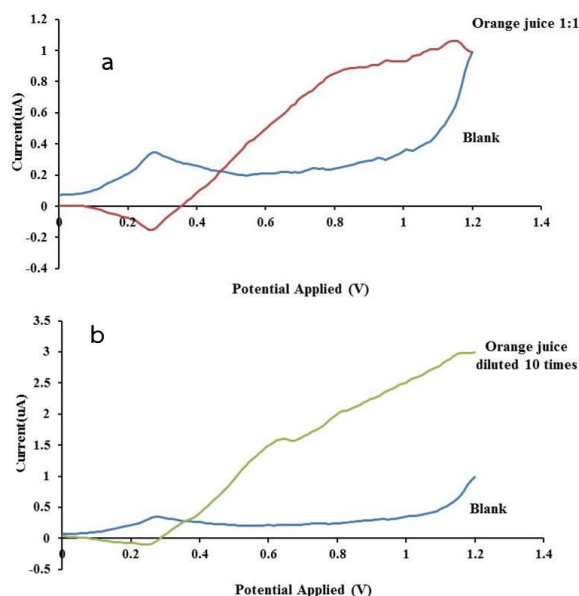 a
Orange juice 1:1
Blank
Current(uA)
1.2
1
0.8
0.6
0.4
0.2
0
-0.2
-0.4
0 0.2 0.4 0.6 0.8 1 1.2 1.4
Potential Applied (V)
b
Orange juice
diluted 10 times
Blank
Current(uA)
3.5
3
2.5
2
1.5
1
0.5
0
-0.5
0 0.2 0.4 0.6 0.8 1 1.2 1.4
Potential Applied (V)